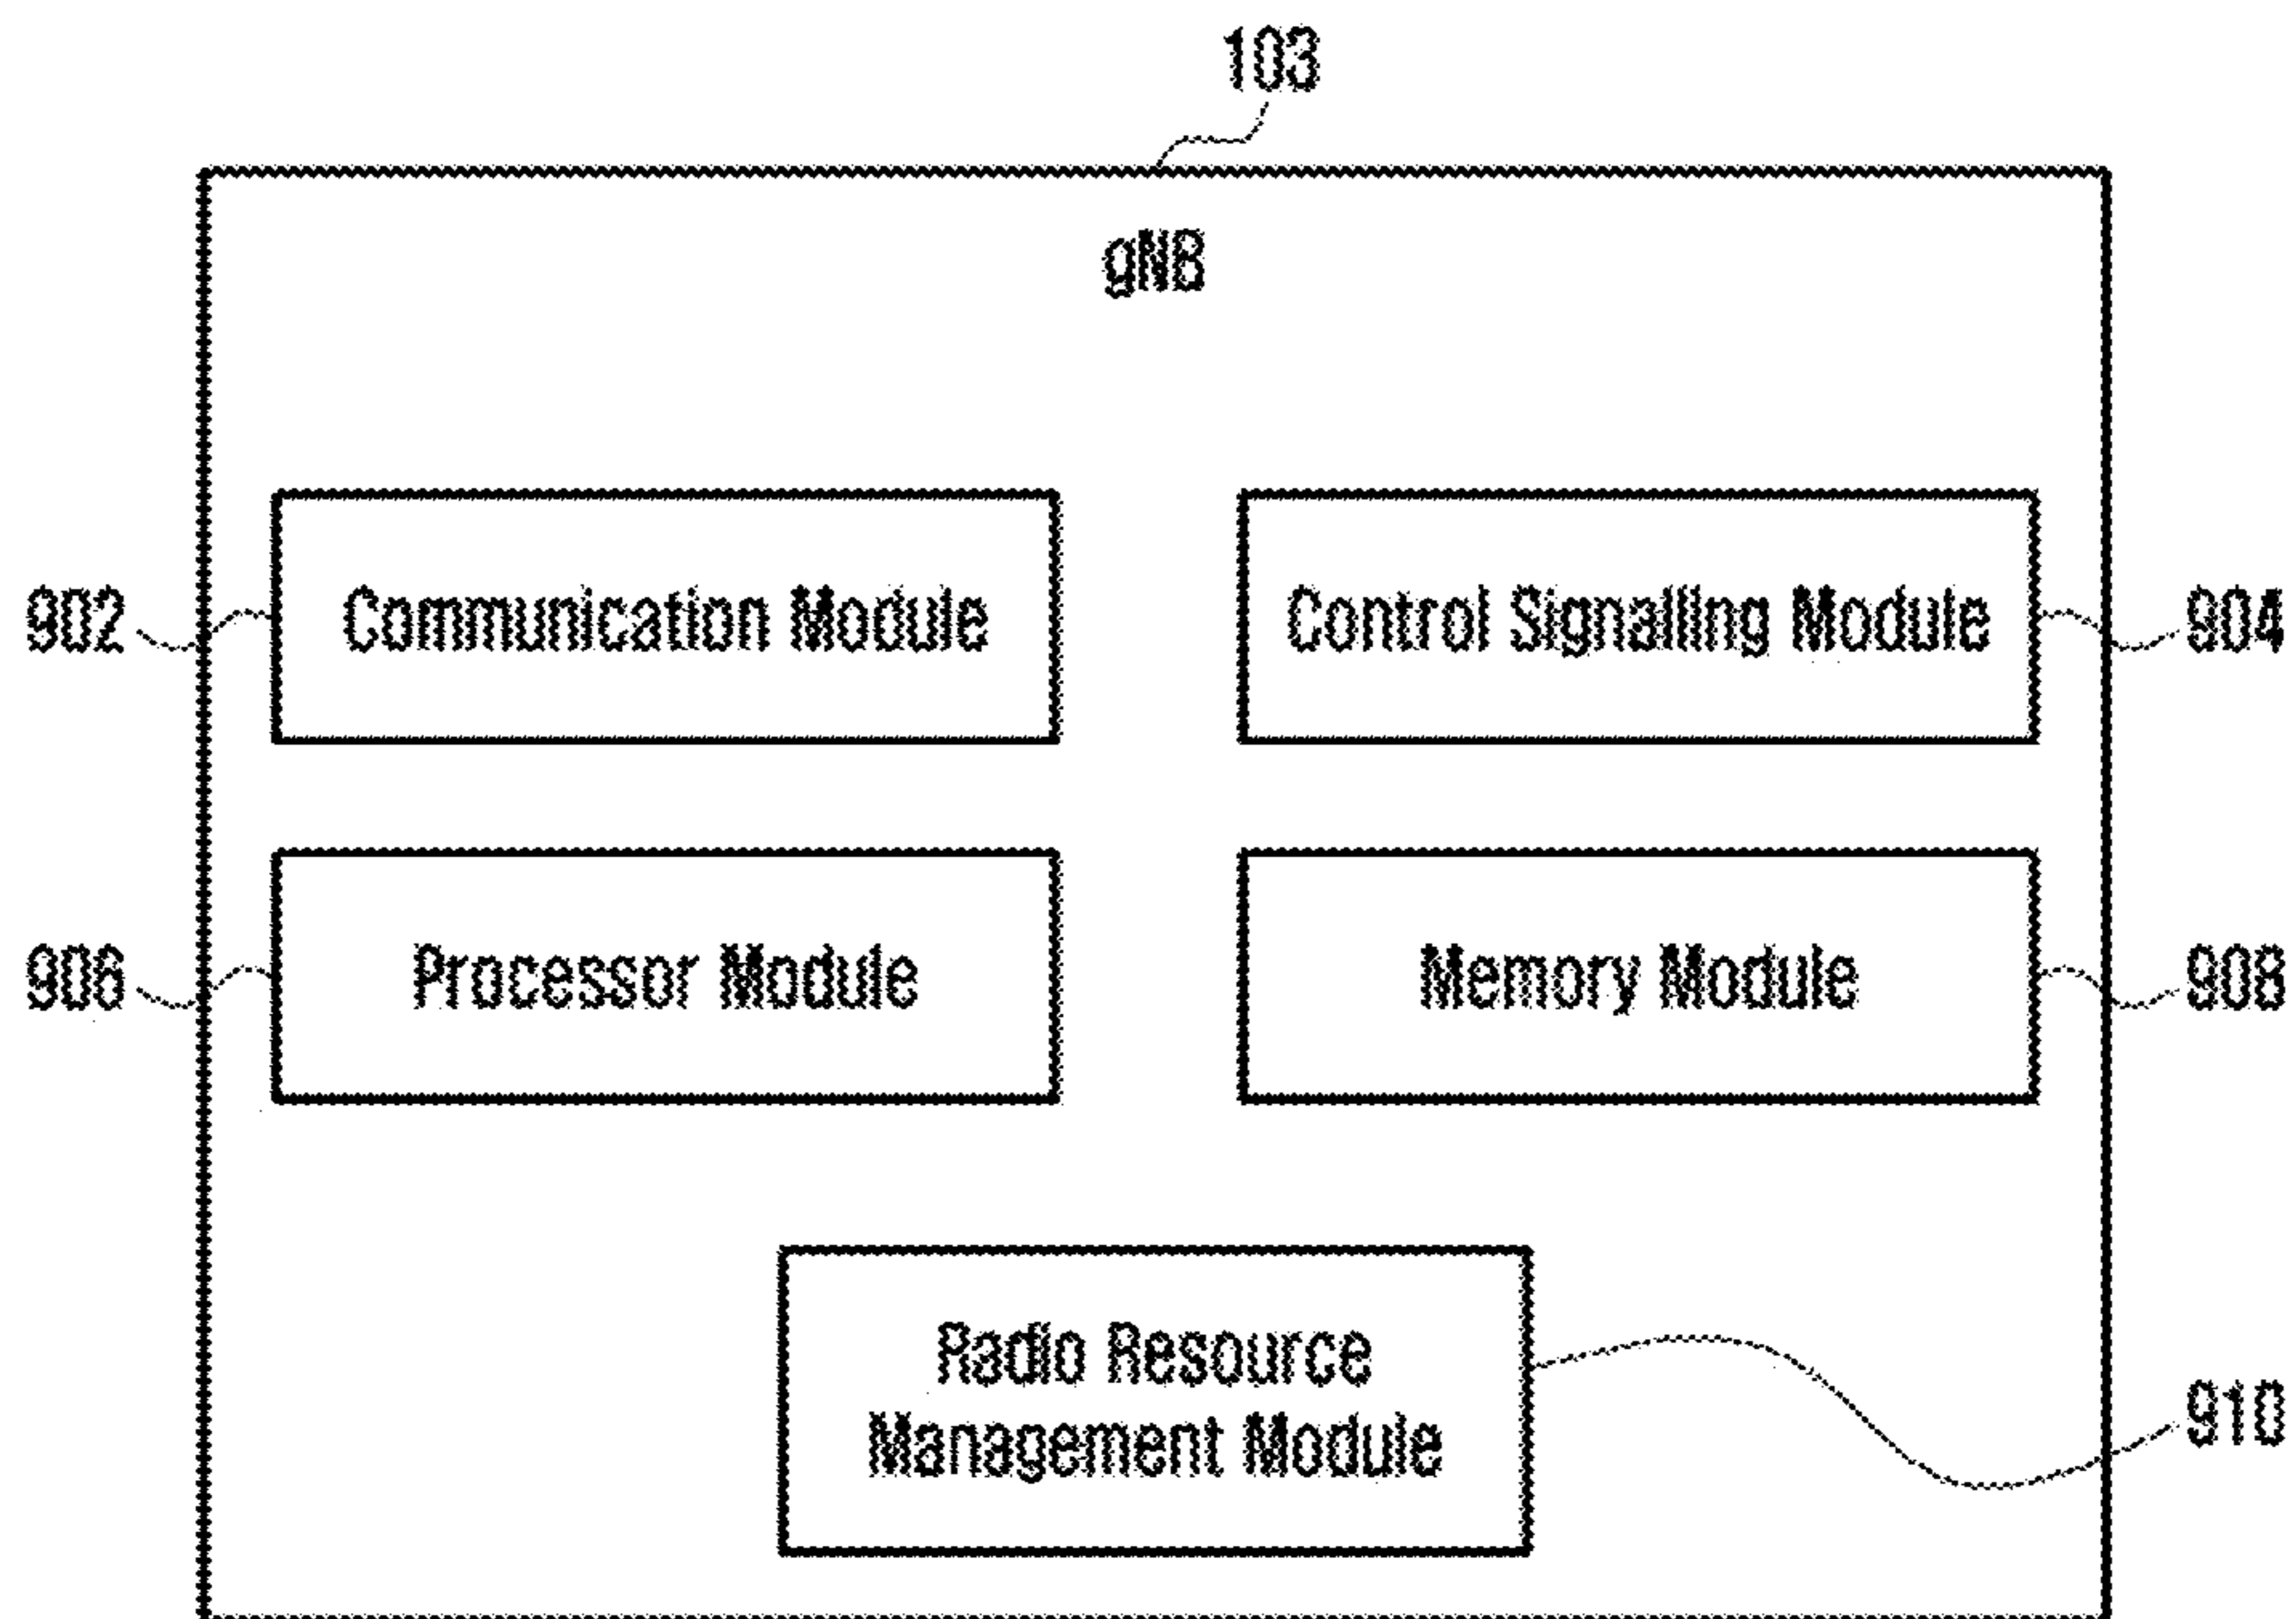 103
gNB
902
Communication Module
Control Signalling Module
904
906
Processor Module
Memory Module
908
Radio Resource
Management Module
910